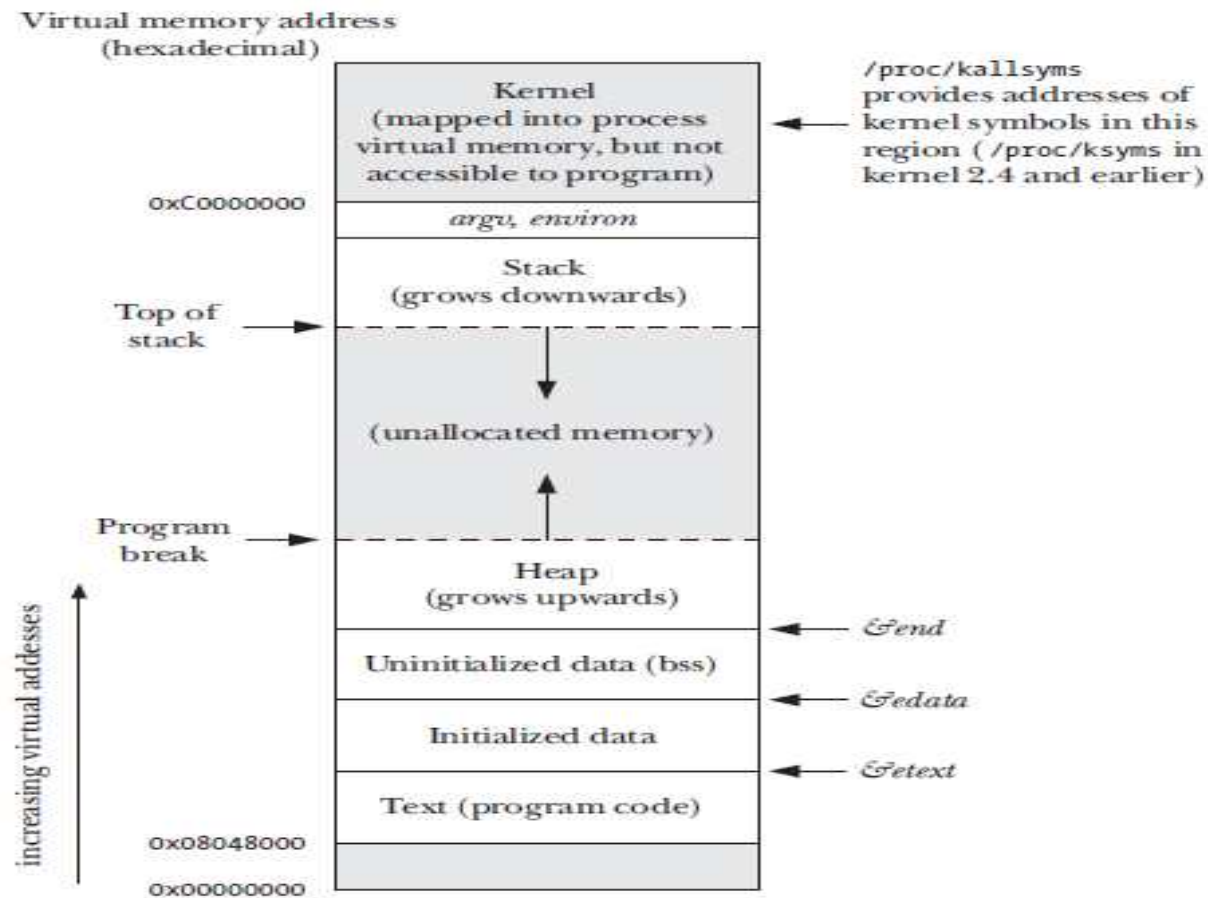 Virtual memory address
(hexadecimal)
Kernel
(mapped into process
virtual memory, but not
accessible to program)
/proc/kallsyms
provides addresses of
kernel symbols in this
region (/proc/ksyms in
kernel 2.4 and earlier)
0xC0000000
argv, environ
Stack
(grows downwards)
Top of
stack
(unallocated memory)
Program
break
Heap
(grows upwards)
&end
Uninitialized data (bss)
&edata
Initialized data
&etext
Text (program code)
0x08048000
0x00000000
increasing virtual addesses